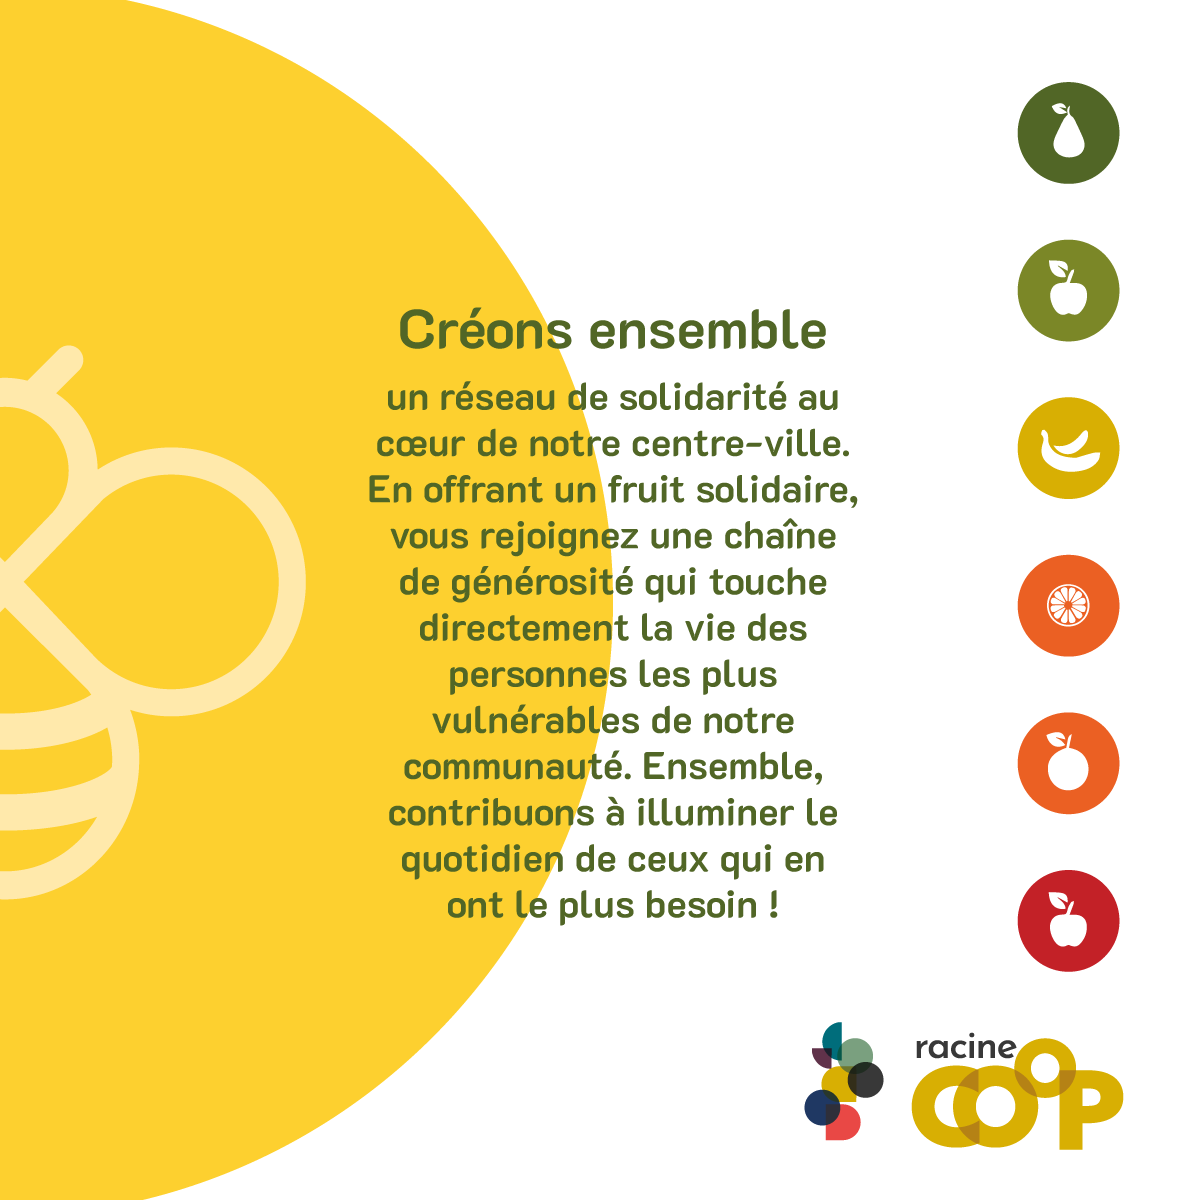 Créons ensemble
un réseau de solidarité au
cœur de notre centre-ville.
En offrant un fruit solidaire,
vous rejoignez une chaîne
de générosité qui touche
directement la vie des
personnes les plus
vulnérables de notre
communauté. Ensemble,
contribuons à illuminer le
quotidien de ceux qui en
ont le plus besoin !
racine
COOP